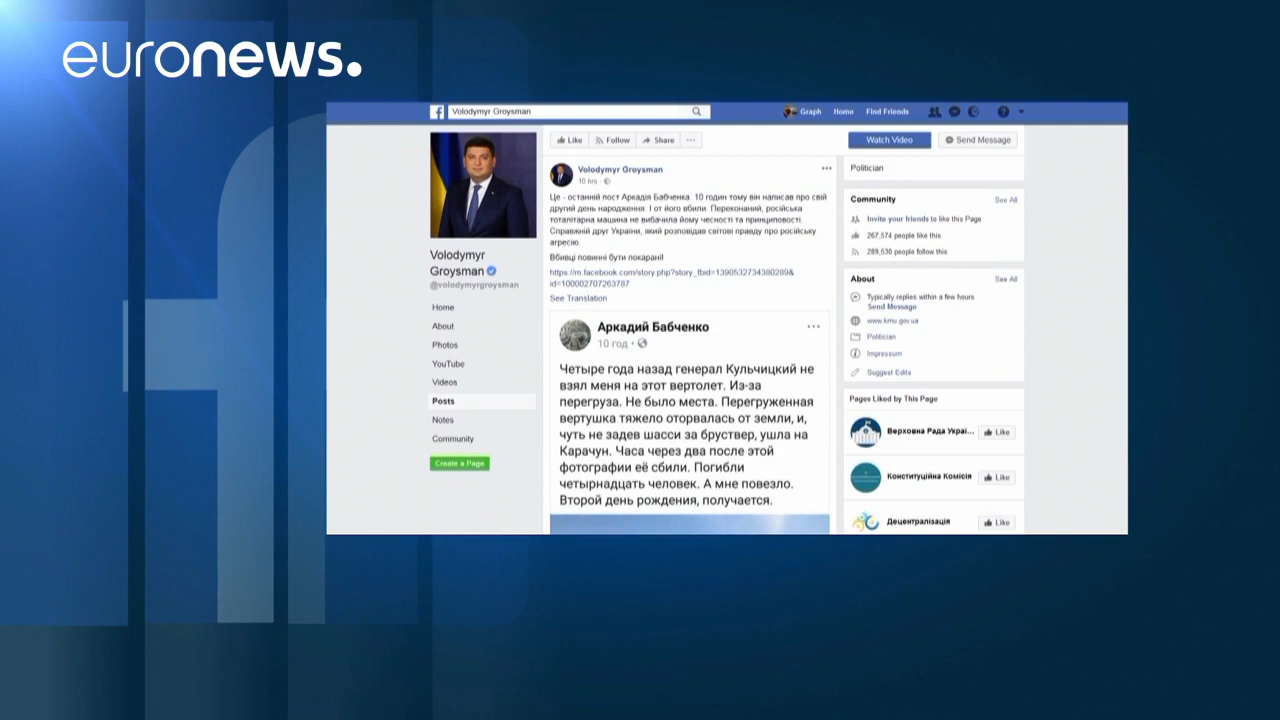 euronews.
Volodymyr Groysman
Graph Home Find Friends
Like Follow Share
Watch Video Send Message
Volodymyr
Groysman
@volodymyrgroysman
Home
About
Photos
YouTube
Videos
Posts
Notes
Community
Create a Page
Volodymyr Groysman
10 hrs
Це - останній пост Аркадія Бабченка. 10 годин тому він написав про свій
другий день народження. І от його вбили. Переконаний, російська
тоталітарна машина не вибачила йому чесності та принциповості.
Справжній друг України, який розповідав світові правду про російську
агресію.
Вбивці повинні бути покарані!
https://m.facebook.com/story.php?story_fbid=1390532734380289&
id=100002707263787
See Translation
Аркадий Бабченко
10 год
Четыре года назад генерал Кульчицкий не
взял меня на этот вертолет. Из-за
перегруза. Не было места. Перегруженная
вертушка тяжело оторвалась от земли, и,
чуть не задев шасси за бруствер, ушла на
Карачун. Часа через два после этой
фотографии её сбили. Погибли
четырнадцать человек. А мне повезло.
Второй день рождения, получается.
Politician
Community See All
Invite your friends to like this Page
267,574 people like this
289,530 people follow this
About See All
Typically replies within a few hours
Send Message
www.kmu.gov.ua
Politician
Impressum
Suggest Edits
Pages Liked by This Page
Верховна Рада Украї... Like
Конституційна Комісія Like
Децентралізація Like